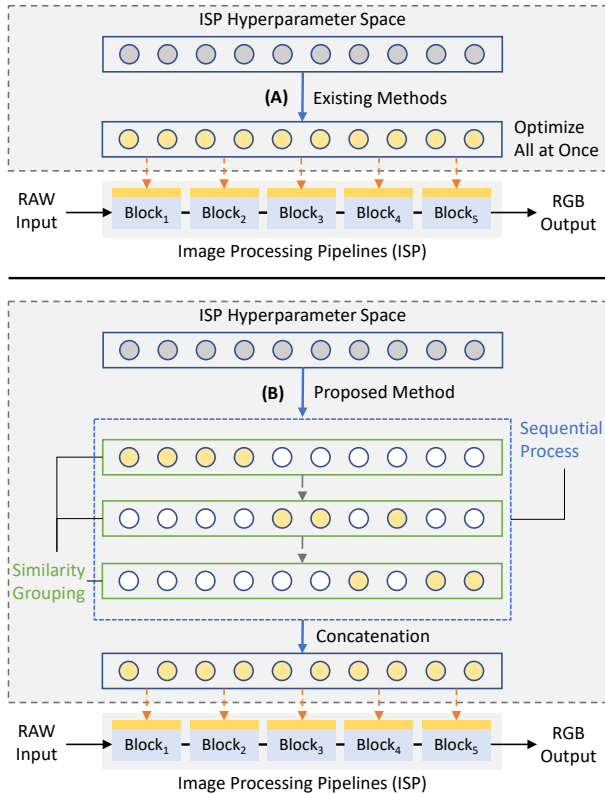 ISP Hyperparameter Space
(A) Existing Methods
Optimize
All at Once
RAW
Input
Block1 Block2 Block3 Block4 Block5
RGB
Output
Image Processing Pipelines (ISP)
ISP Hyperparameter Space
(B) Proposed Method
Sequential
Process
Similarity
Grouping
Concatenation
RAW
Input
Block1 Block2 Block3 Block4 Block5
RGB
Output
Image Processing Pipelines (ISP)